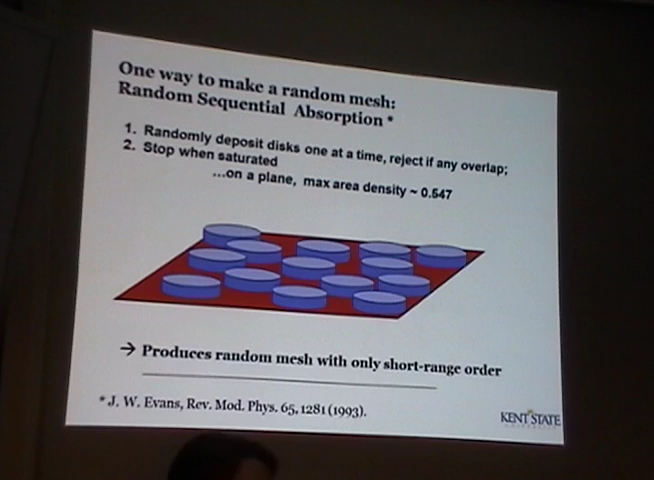 One way to make a random mesh:
Random Sequential Absorption *
1. Randomly deposit disks one at a time, reject if any overlap;
2. Stop when saturated
...on a plane, max area density ~ 0.547
→ Produces random mesh with only short-range order
* J. W. Evans, Rev. Mod. Phys. 65, 1281 (1993).
KENT STATE